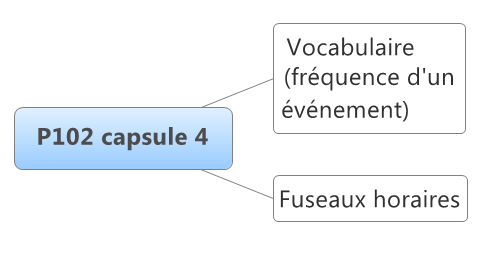 Vocabulaire
(fréquence d'un
événement)
P102 capsule 4
Fuseaux horaires